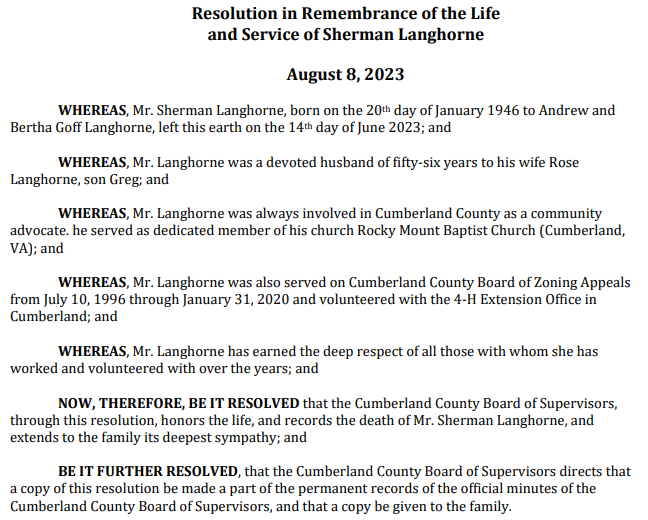 Resolution in Remembrance of the Life
and Service of Sherman Langhorne
August 8, 2023
WHEREAS, Mr. Sherman Langhorne, born on the 20th day of January 1946 to Andrew and
Bertha Goff Langhorne, left this earth on the 14th day of June 2023; and
WHEREAS, Mr. Langhorne was a devoted husband of fifty-six years to his wife Rose
Langhorne, son Greg; and
WHEREAS, Mr. Langhorne was always involved in Cumberland County as a community
advocate. he served as dedicated member of his church Rocky Mount Baptist Church (Cumberland,
VA); and
WHEREAS, Mr. Langhorne was also served on Cumberland County Board of Zoning Appeals
from July 10, 1996 through January 31, 2020 and volunteered with the 4-H Extension Office in
Cumberland; and
WHEREAS, Mr. Langhorne has earned the deep respect of all those with whom she has
worked and volunteered with over the years; and
NOW, THEREFORE, BE IT RESOLVED that the Cumberland County Board of Supervisors,
through this resolution, honors the life, and records the death of Mr. Sherman Langhorne, and
extends to the family its deepest sympathy; and
BE IT FURTHER RESOLVED, that the Cumberland County Board of Supervisors directs that
a copy of this resolution be made a part of the permanent records of the official minutes of the
Cumberland County Board of Supervisors, and that a copy be given to the family.